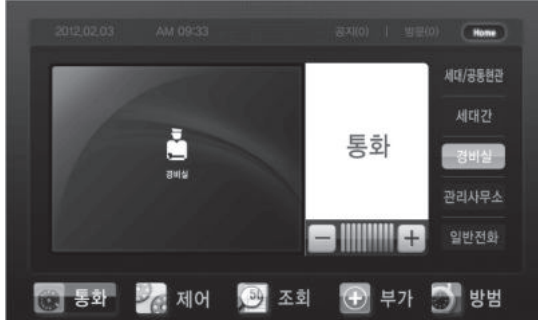 2012.02.03 AM 09:33 공지(0) | 방문(0) Home
세대/공동현관
세대간
경비실
관리사무소
일반전화
경비실
통화
− +
통화 제어 조회 부가 방범